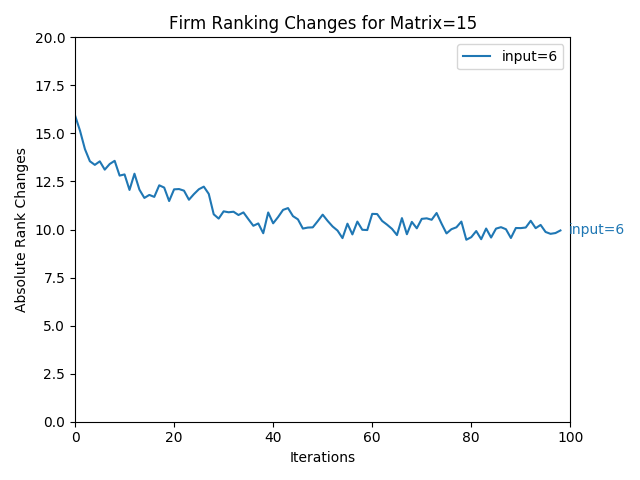 Firm Ranking Changes for Matrix=15
20.0
17.5
15.0
12.5
10.0
7.5
5.0
2.5
0.0
Absolute Rank Changes
input=6
input=6
0 20 40 60 80 100
Iterations